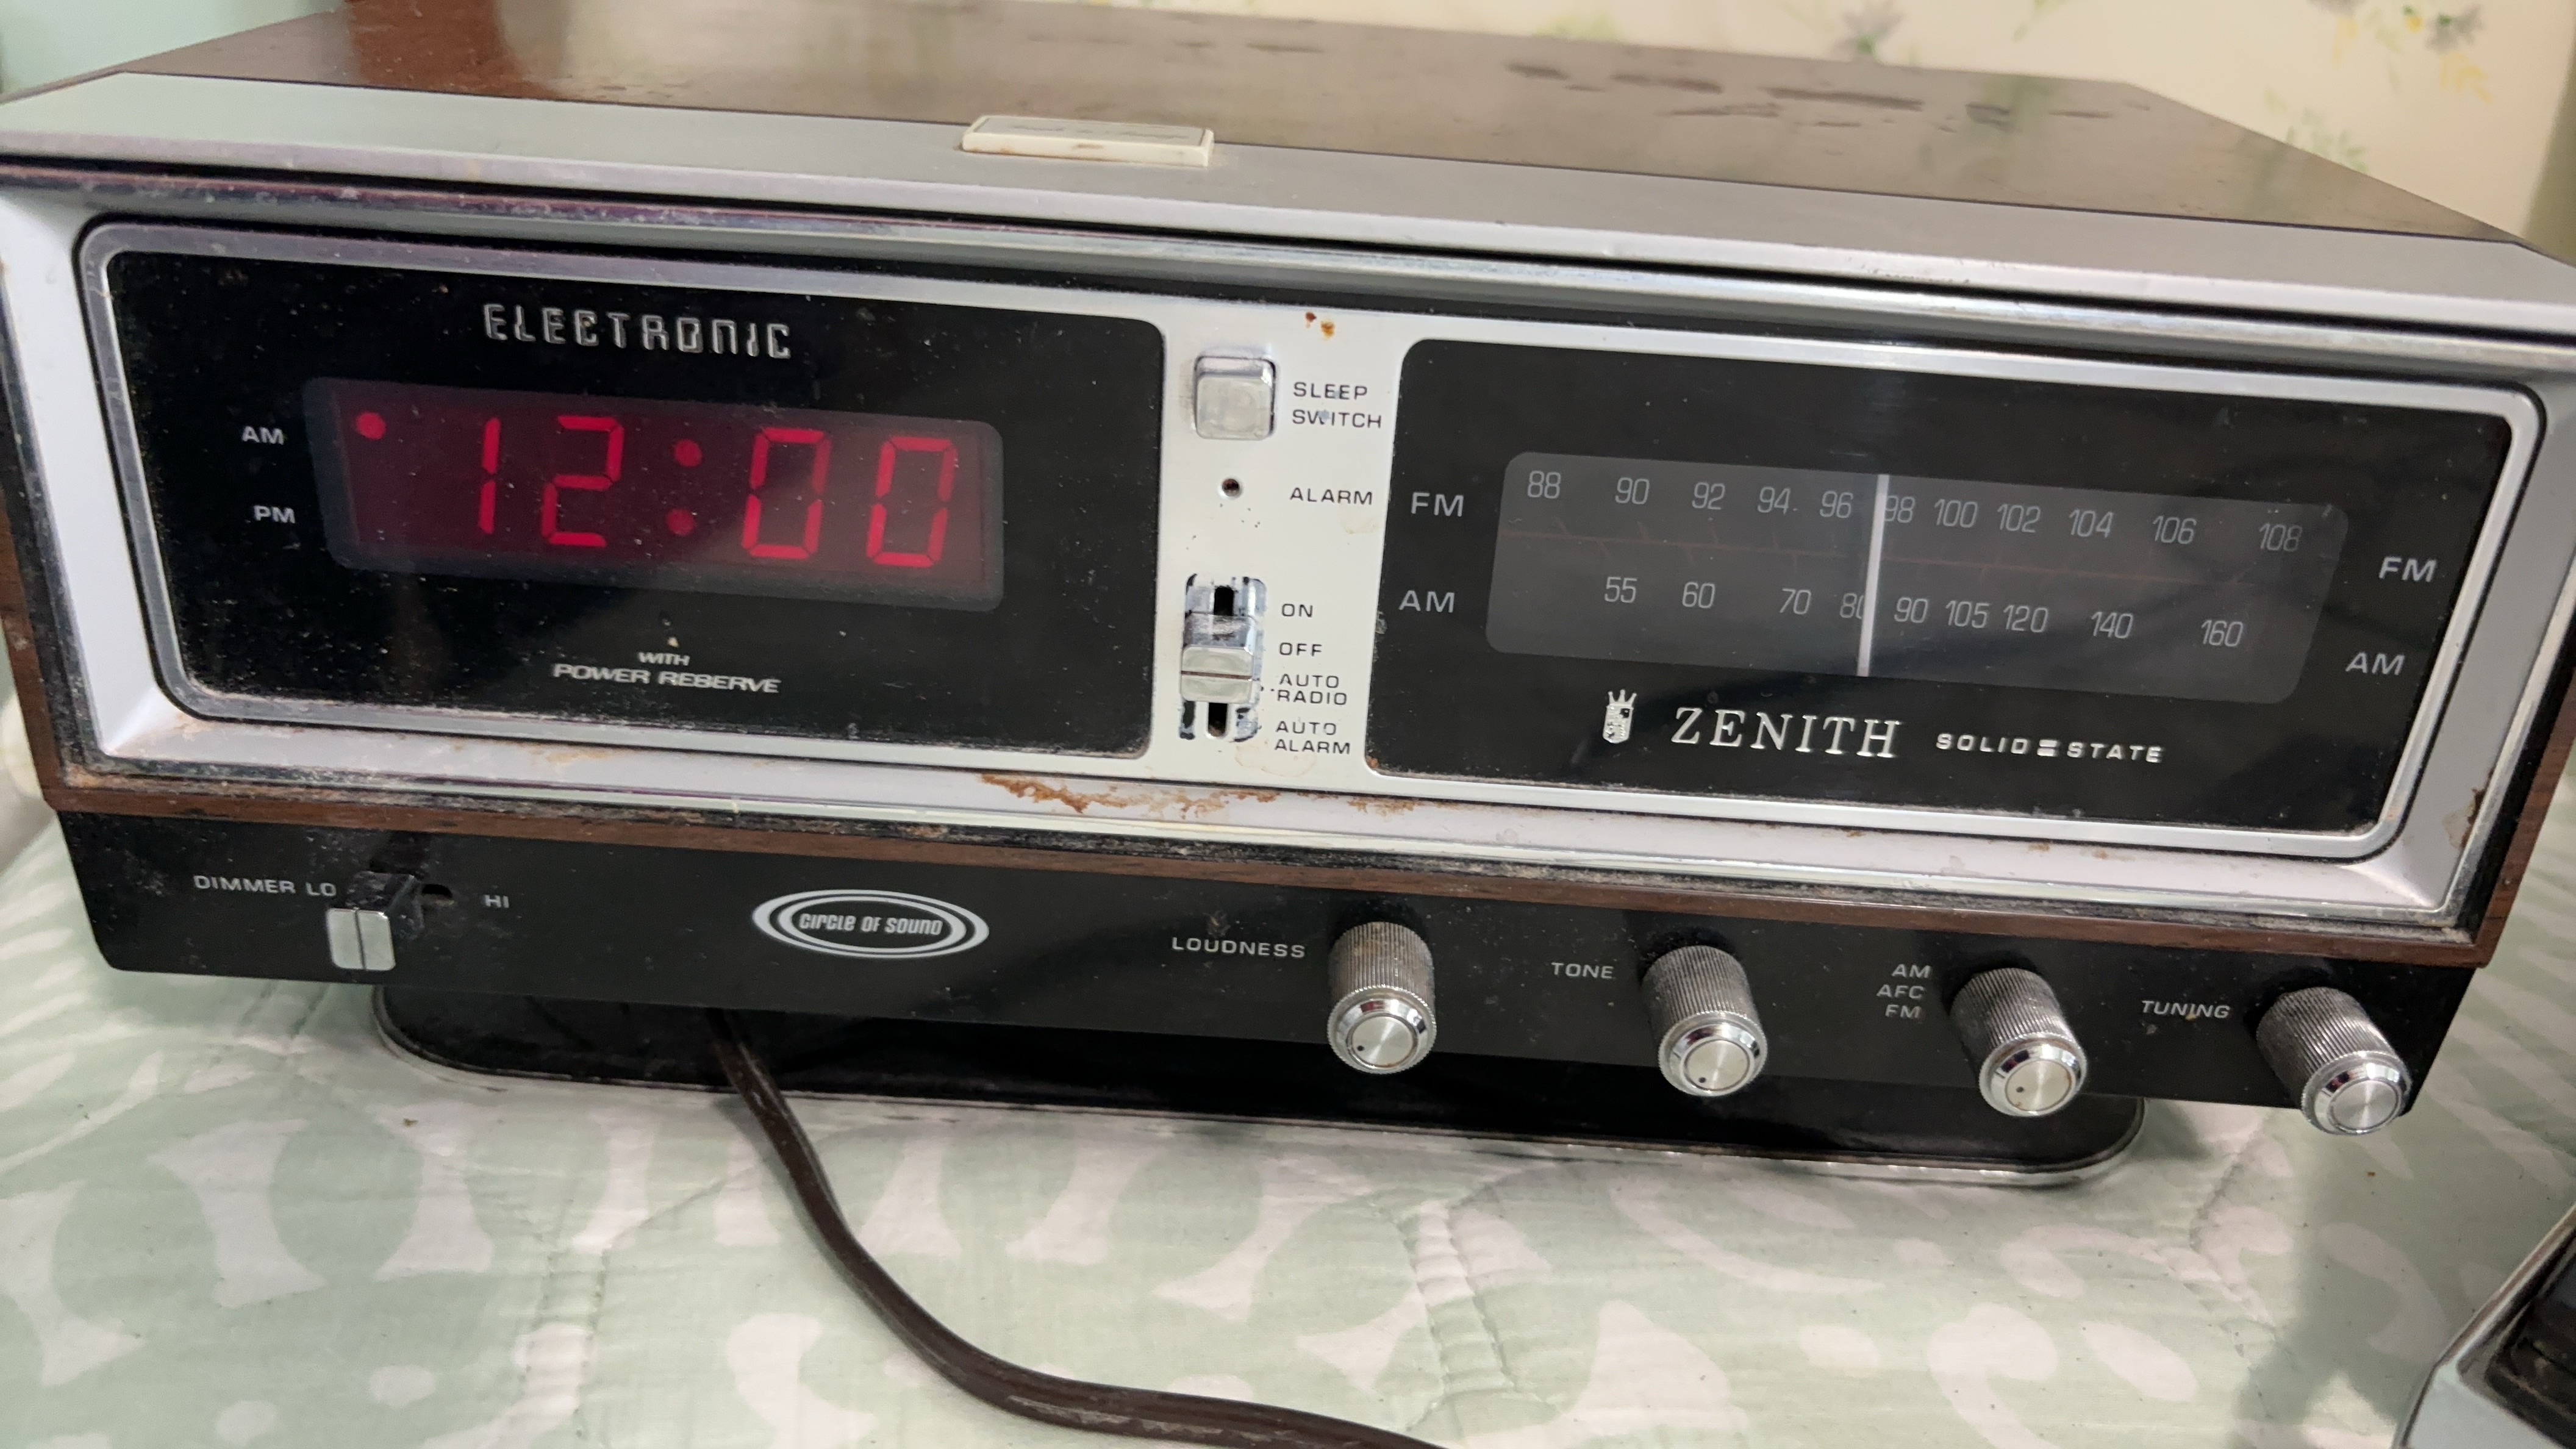 ELECTRONIC
AM
PM
12:00
WITH
POWER RESERVE
SLEEP
SWITCH
ALARM
ON
OFF
AUTO
RADIO
AUTO
ALARM
FM 88 90 92 94 96 98 100 102 104 106 108 FM
AM 55 60 70 80 90 105 120 140 160 AM
ZENITH SOLID STATE
DIMMER LO HI
CIRCLE OF SOUND
LOUDNESS
TONE
AM
AFC
FM
TUNING